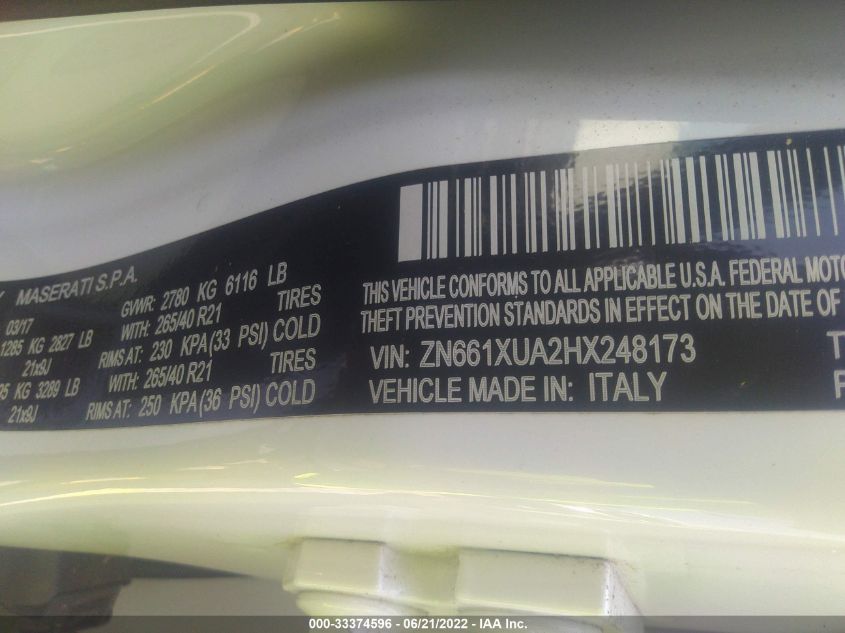 MASERATI S.P.A.
03/17
GVWR: 2780 KG 6116 LB
1285 KG 2827 LB
WITH: 265/40 R21 TIRES
21x9J
RIMS AT: 230 KPA (33 PSI) COLD
KG 3289 LB
WITH: 265/40 R21 TIRES
21x9J
RIMS AT: 250 KPA (36 PSI) COLD
THIS VEHICLE CONFORMS TO ALL APPLICABLE U.S.A. FEDERAL
THEFT PREVENTION STANDARDS IN EFFECT ON THE DATE OF
VIN: ZN661XUA2HX248173
VEHICLE MADE IN: ITALY
000-33374596 - 06/21/2022 - IAA Inc.